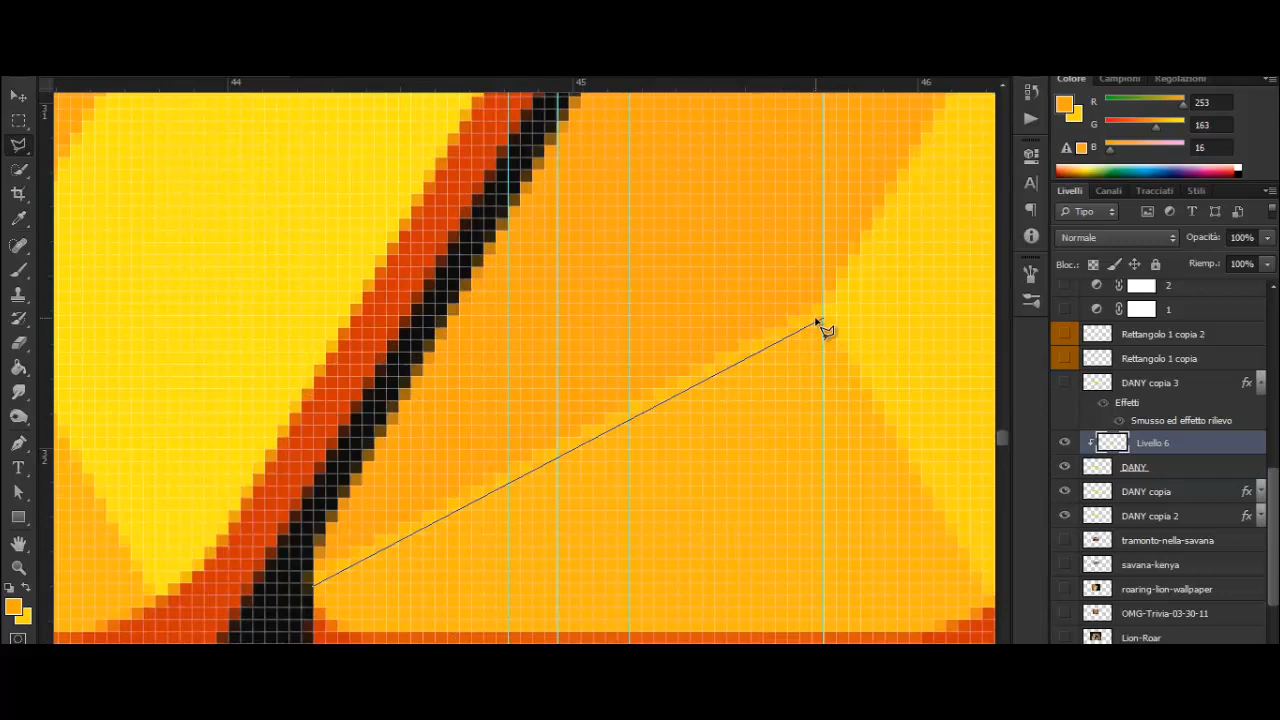 44 45 46
31
32
Colore Campioni Regolazioni
R 253
G 163
B 16
Livelli Canali Tracciati Stili
Tipo
Normale Opacità: 100%
Bloc.: Riemp.: 100%
2
1
Rettangolo 1 copia 2
Rettangolo 1 copia
DANY copia 3 fx
Effetti
Smusso ed effetto rilievo
Livello 6
DANY
DANY copia fx
DANY copia 2 fx
tramonto-nella-savana
savana-kenya
roaring-lion-wallpaper
OMG-Trivia-03-30-11
Lion-Roar